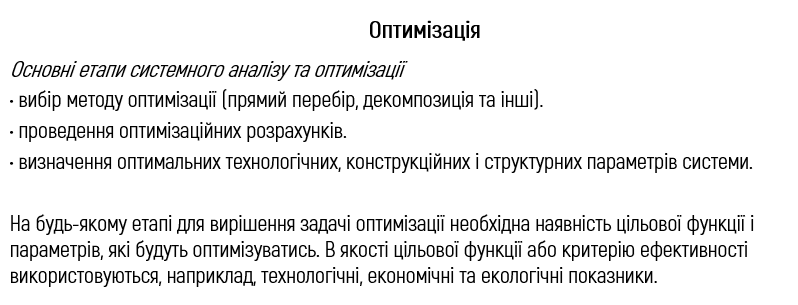 Оптимізація
Основні етапи системного аналізу та оптимізації
· вибір методу оптимізації (прямий перебір, декомпозиція та інші).
· проведення оптимізаційних розрахунків.
· визначення оптимальних технологічних, конструкційних і структурних параметрів системи.
На будь-якому етапі для вирішення задачі оптимізації необхідна наявність цільової функції і
параметрів, які будуть оптимізуватись. В якості цільової функції або критерію ефективності
використовуються, наприклад, технологічні, економічні та екологічні показники.